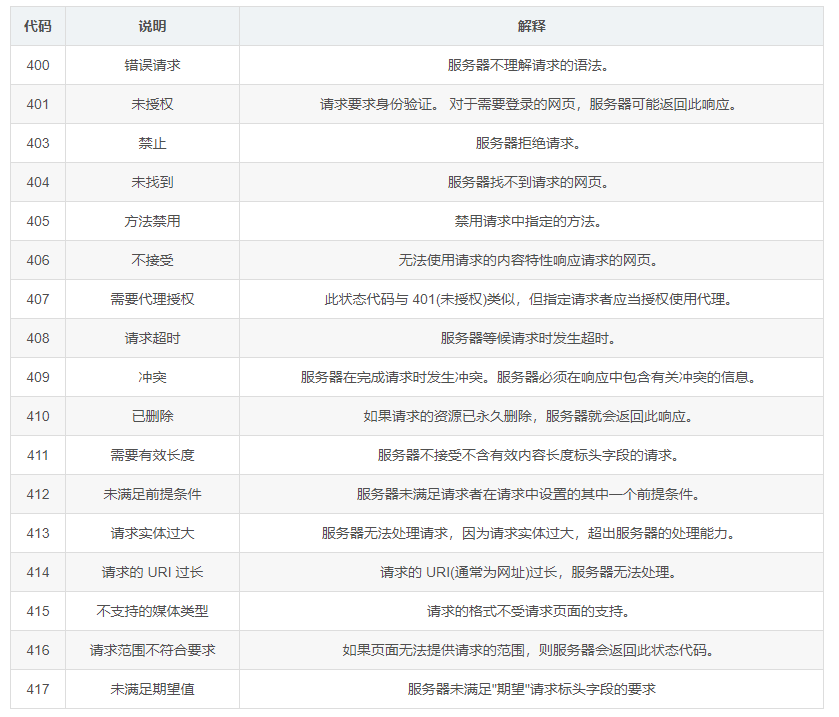 代码 说明 解释
400 错误请求 服务器不理解请求的语法。
401 未授权 请求要求身份验证。 对于需要登录的网页，服务器可能返回此响应。
403 禁止 服务器拒绝请求。
404 未找到 服务器找不到请求的网页。
405 方法禁用 禁用请求中指定的方法。
406 不接受 无法使用请求的内容特性响应请求的网页。
407 需要代理授权 此状态代码与 401(未授权)类似，但指定请求者应当授权使用代理。
408 请求超时 服务器等候请求时发生超时。
409 冲突 服务器在完成请求时发生冲突。服务器必须在响应中包含有关冲突的信息。
410 已删除 如果请求的资源已永久删除，服务器就会返回此响应。
411 需要有效长度 服务器不接受不含有效内容长度标头字段的请求。
412 未满足前提条件 服务器未满足请求者在请求中设置的其中一个前提条件。
413 请求实体过大 服务器无法处理请求，因为请求实体过大，超出服务器的处理能力。
414 请求的 URI 过长 请求的 URI(通常为网址)过长，服务器无法处理。
415 不支持的媒体类型 请求的格式不受请求页面的支持。
416 请求范围不符合要求 如果页面无法提供请求的范围，则服务器会返回此状态代码。
417 未满足期望值 服务器未满足"期望"请求标头字段的要求